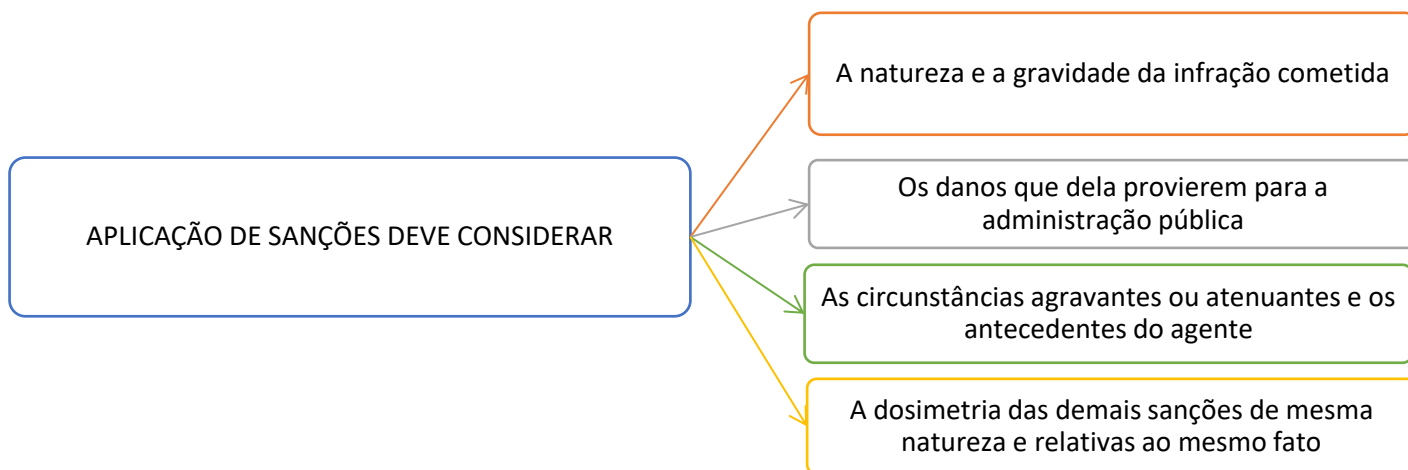 APLICAÇÃO DE SANÇÕES DEVE CONSIDERAR
A natureza e a gravidade da infração cometida
Os danos que dela provierem para a
administração pública
As circunstâncias agravantes ou atenuantes e os
antecedentes do agente
A dosimetria das demais sanções de mesma
natureza e relativas ao mesmo fato